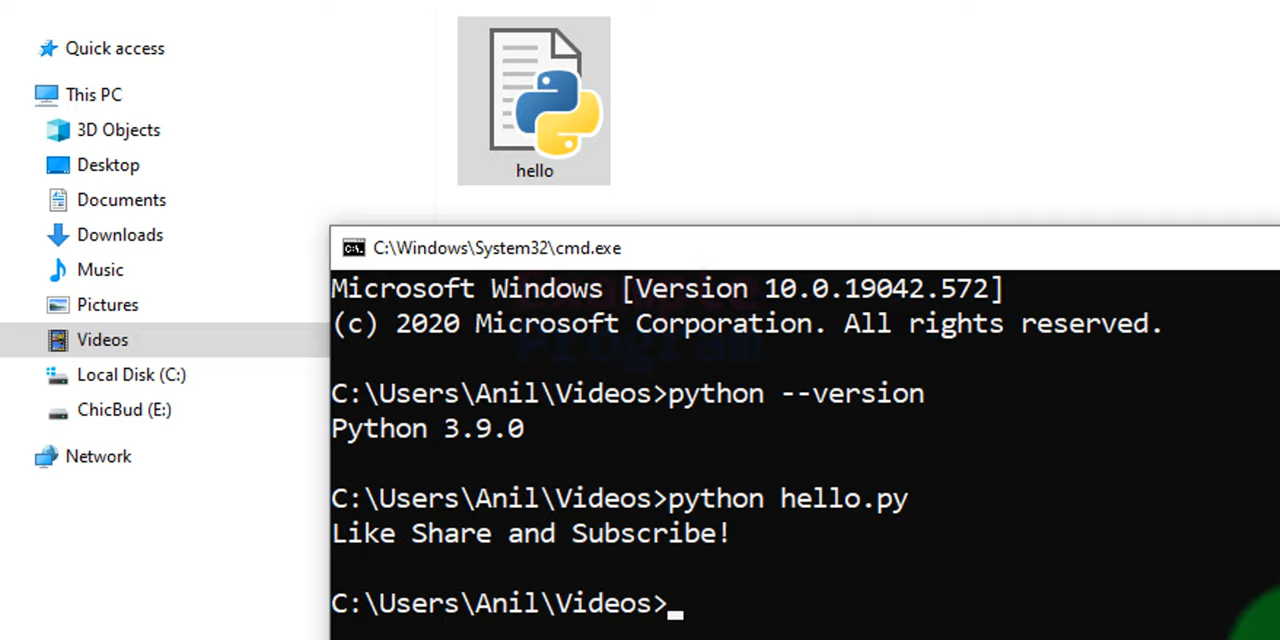 Quick access
This PC
3D Objects
Desktop
Documents
Downloads
Music
Pictures
Videos
Local Disk (C:)
ChicBud (E:)
Network
hello
C:\Windows\System32\cmd.exe
Microsoft Windows [Version 10.0.19042.572]
(c) 2020 Microsoft Corporation. All rights reserved.
C:\Users\Anil\Videos>python --version
Python 3.9.0
C:\Users\Anil\Videos>python hello.py
Like Share and Subscribe!
C:\Users\Anil\Videos>
Program